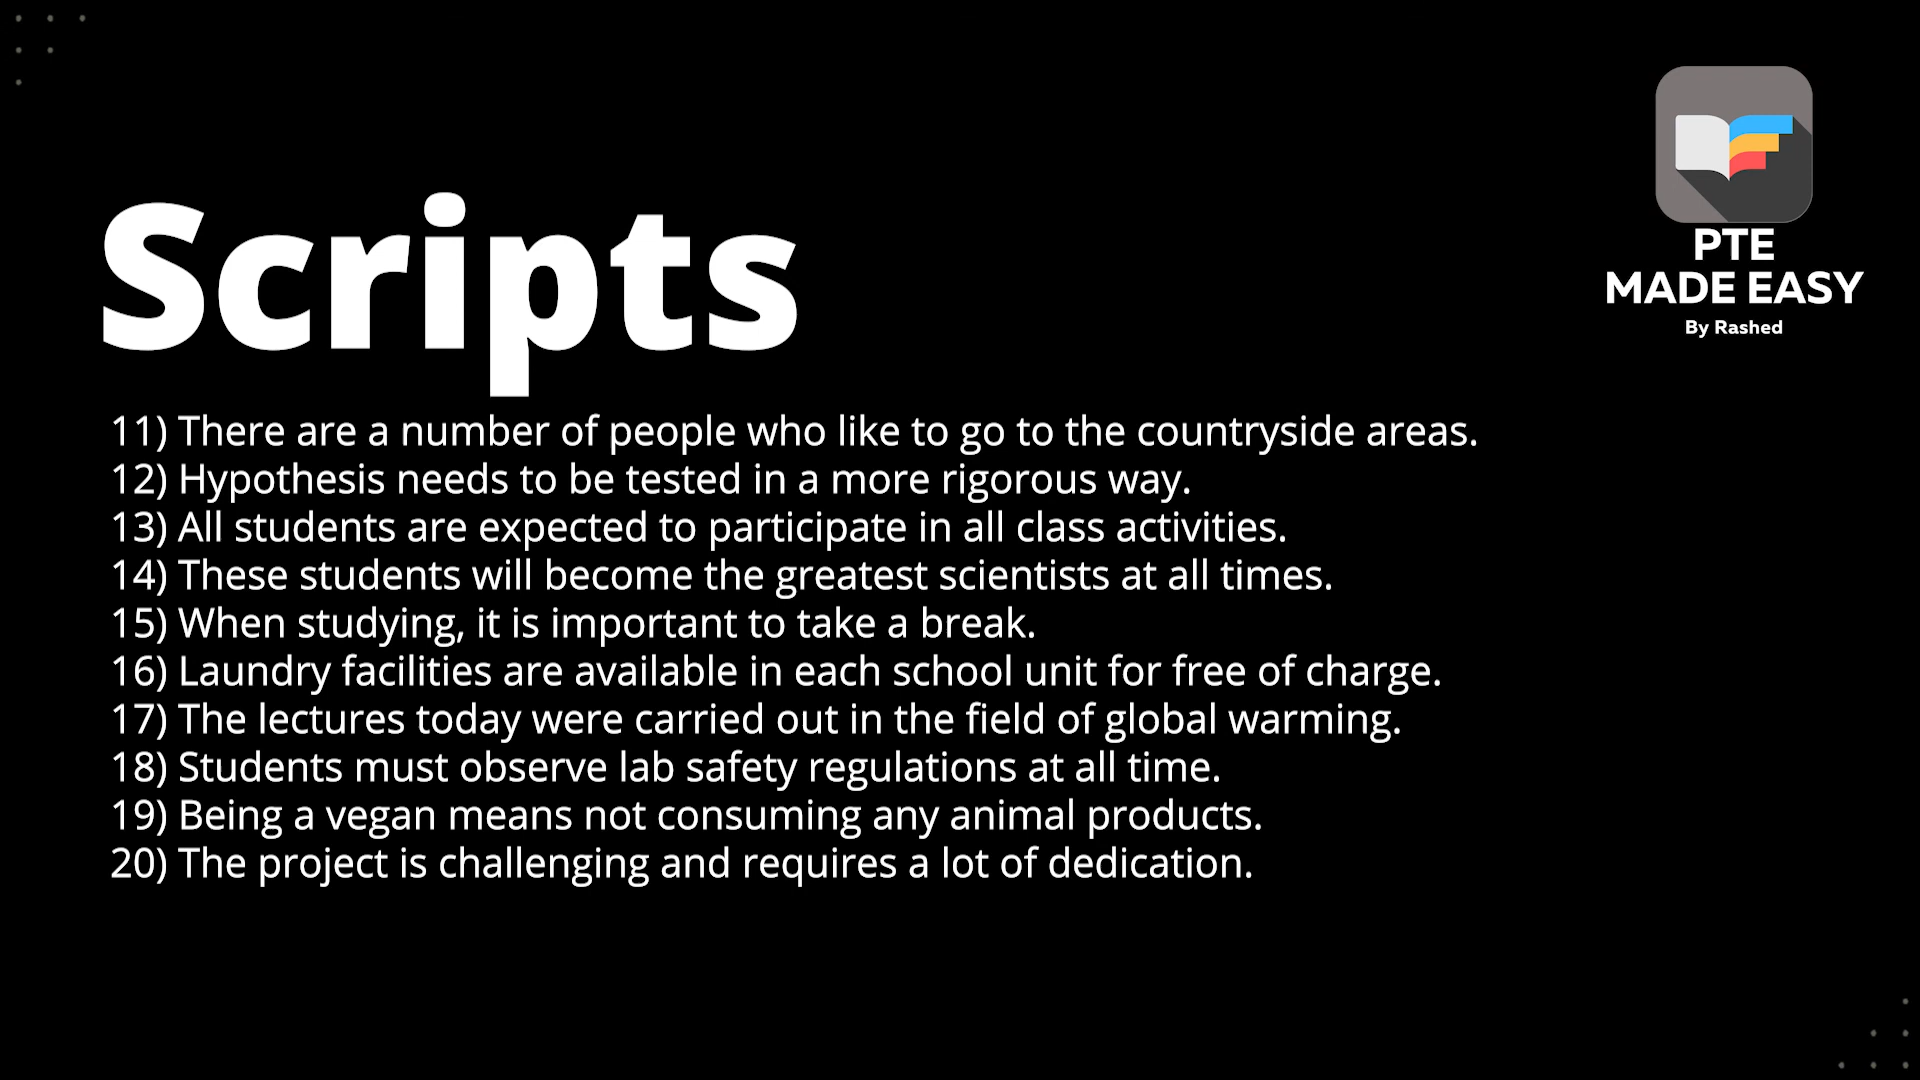 Scripts
PTE
MADE EASY
By Rashed
11) There are a number of people who like to go to the countryside areas.
12) Hypothesis needs to be tested in a more rigorous way.
13) All students are expected to participate in all class activities.
14) These students will become the greatest scientists at all times.
15) When studying, it is important to take a break.
16) Laundry facilities are available in each school unit for free of charge.
17) The lectures today were carried out in the field of global warming.
18) Students must observe lab safety regulations at all time.
19) Being a vegan means not consuming any animal products.
20) The project is challenging and requires a lot of dedication.